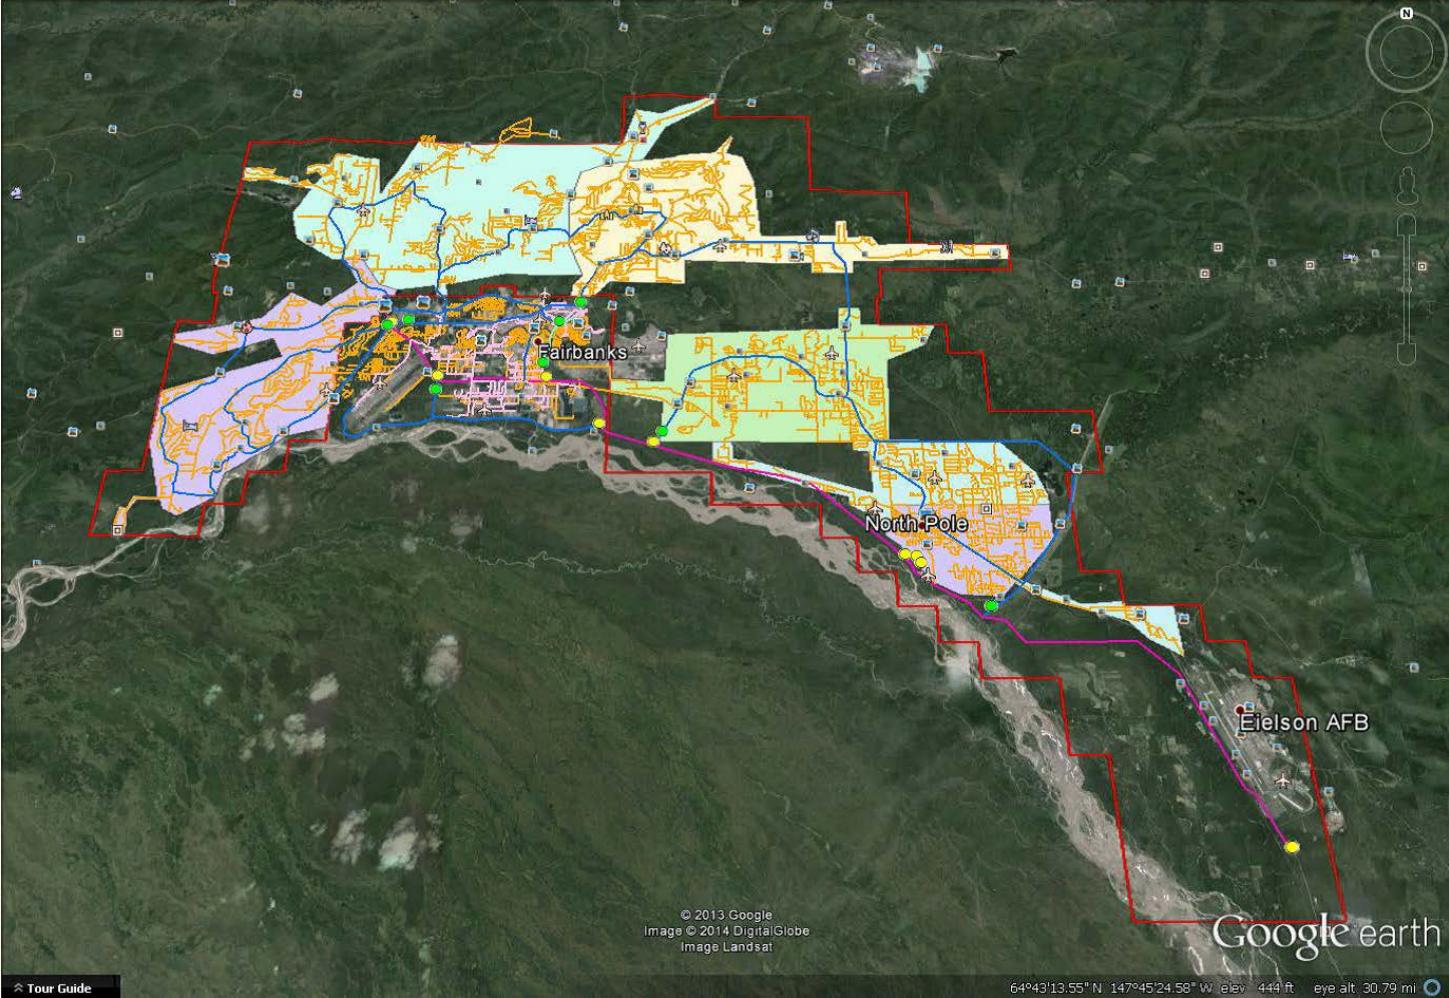 N
Fairbanks
North Pole
Eielson AFB
© 2013 Google
Image © 2014 DigitalGlobe
Image Landsat
Google earth
Tour Guide
64°43'13.55" N 147°45'24.58" W elev 444 ft eye alt 30.79 mi